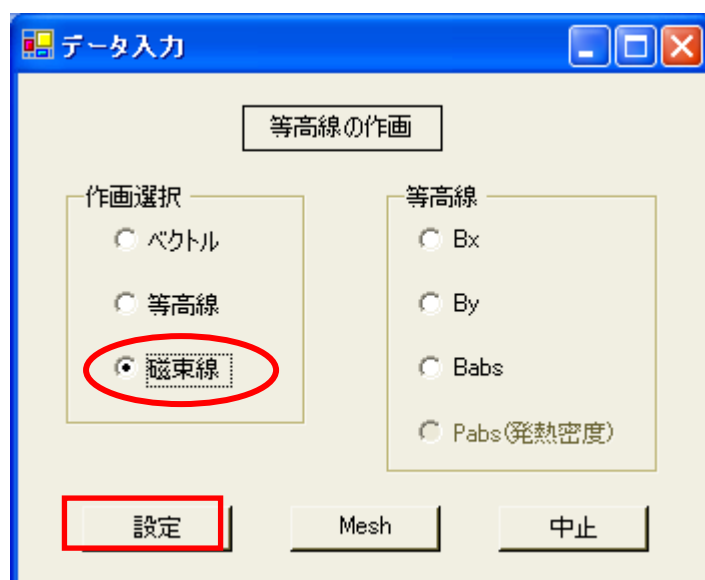 データ入力
等高線の作画
作画選択
ベクトル
等高線
磁束線
等高線
Bx
By
Babs
Pabs(発熱密度)
設定 Mesh 中止